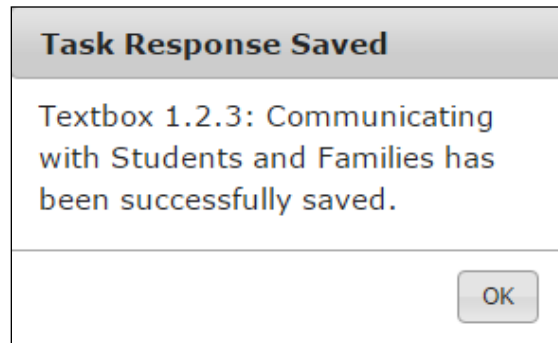 Task Response Saved
Textbox 1.2.3: Communicating
with Students and Families has
been successfully saved.
OK